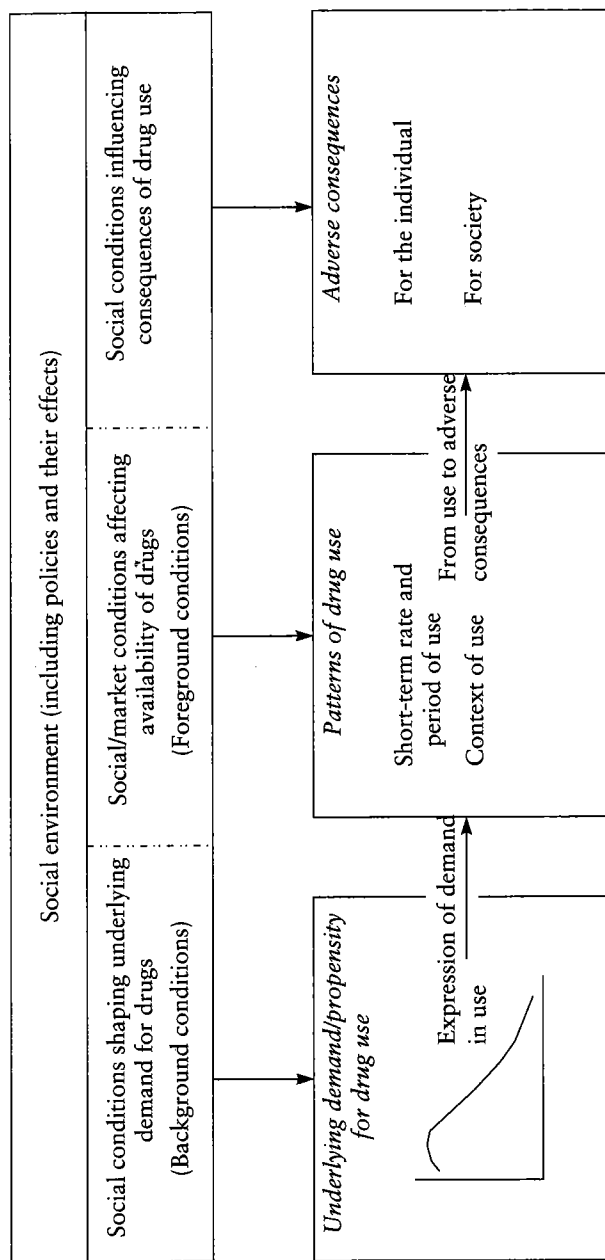 Social environment (including policies and their effects)
Social conditions shaping underlying
demand for drugs
(Background conditions)
Social/market conditions affecting
availability of drugs
(Foreground conditions)
Social conditions influencing
consequences of drug use
Underlying demand/propensity
for drug use
Expression of demand
in use
Patterns of drug use
Short-term rate and
period of use
Context of use
From use to adverse
consequences
Adverse consequences
For the individual
For society